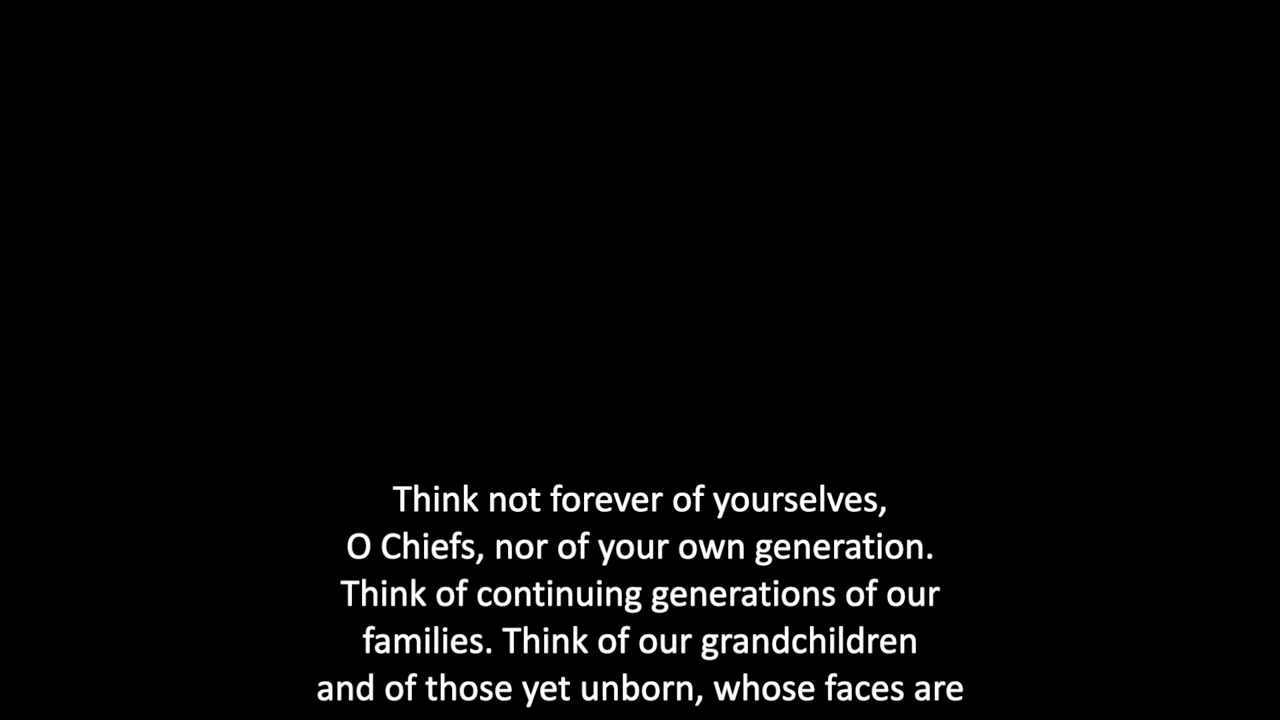 Think not forever of yourselves,
O Chiefs, nor of your own generation.
Think of continuing generations of our
families. Think of our grandchildren
and of those yet unborn, whose faces are